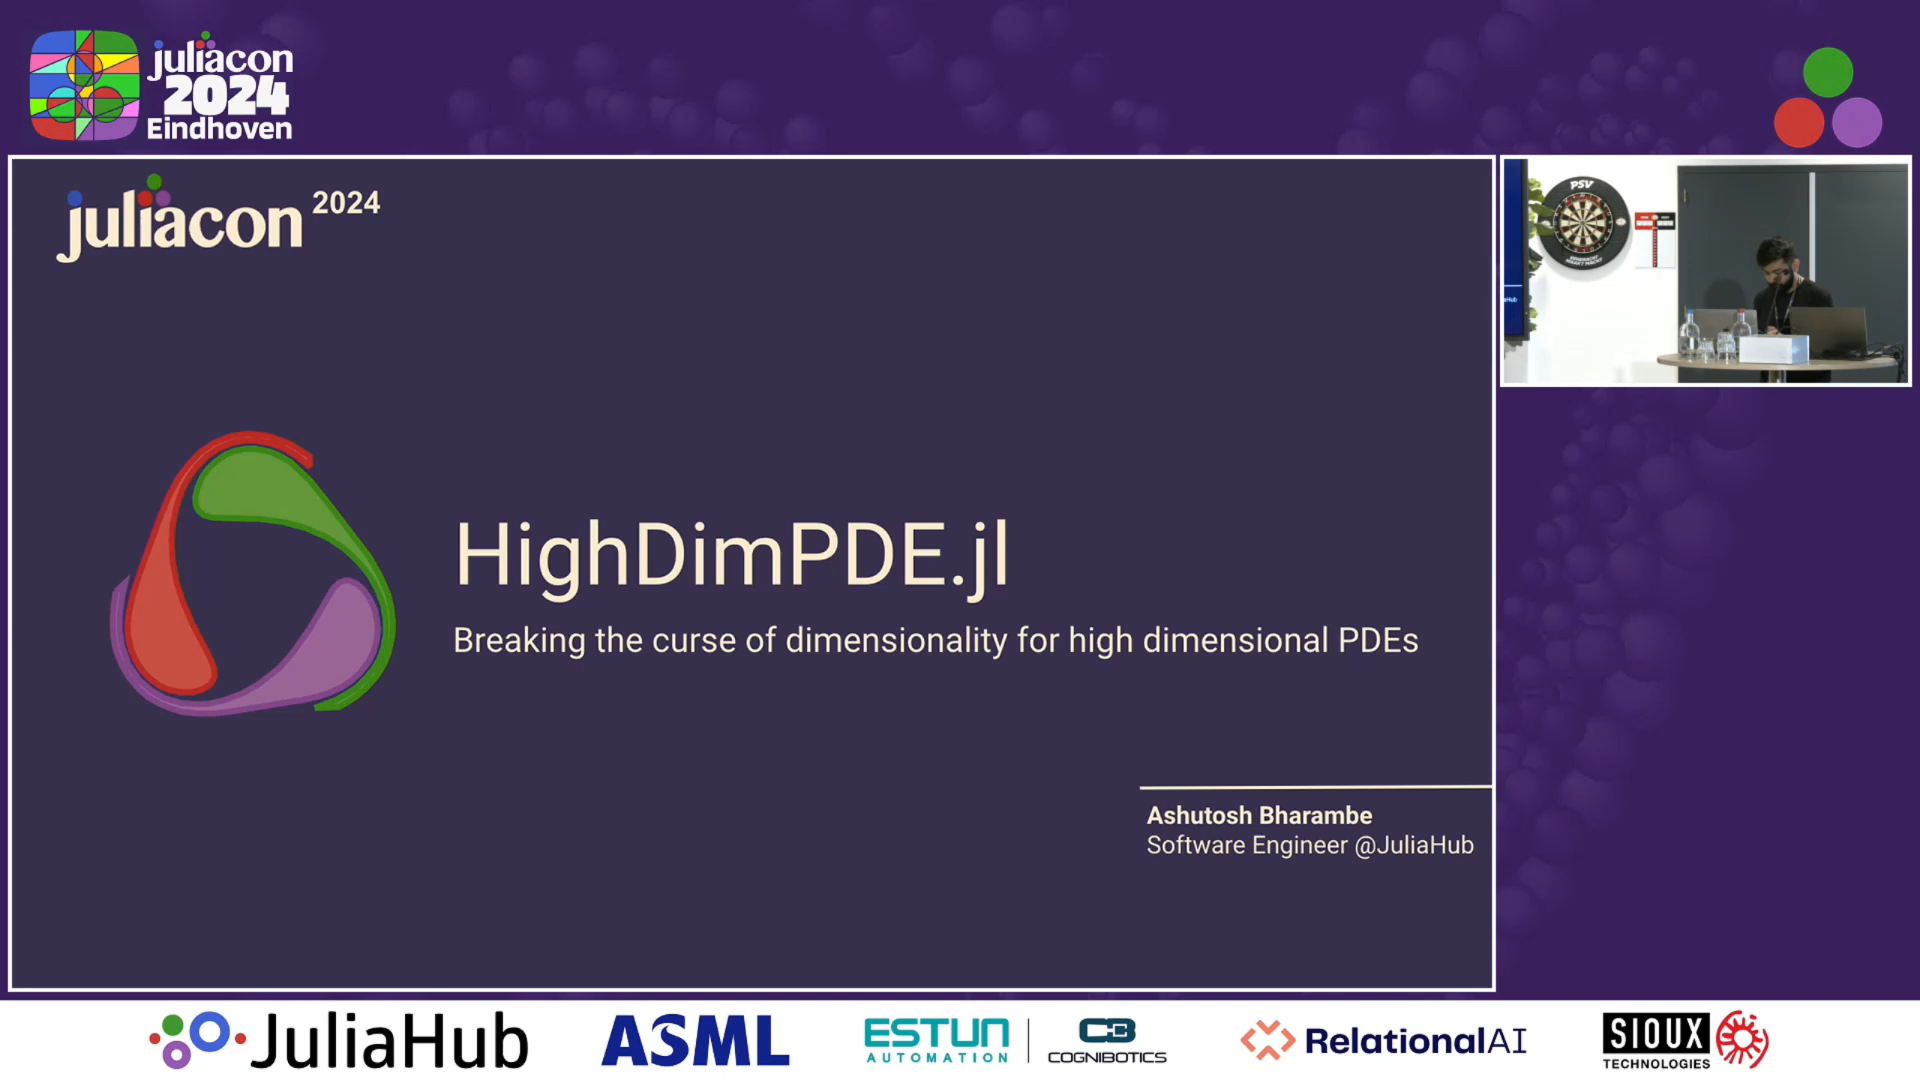 juliacon
2024
Eindhoven
juliacon 2024
HighDimPDE.jl
Breaking the curse of dimensionality for high dimensional PDEs
Ashutosh Bharambe
Software Engineer @JuliaHub
PSV
JuliaHub
ASML
ESTUN
AUTOMATION
COGNIBOTICS
RelationalAI
SIOUX
TECHNOLOGIES